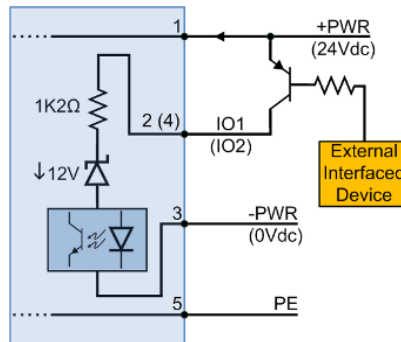 1
+PWR
(24Vdc)
1K2Ω
2 (4)
IO1
(IO2)
↓12V
External
Interfaced
Device
3
-PWR
(0Vdc)
5
PE